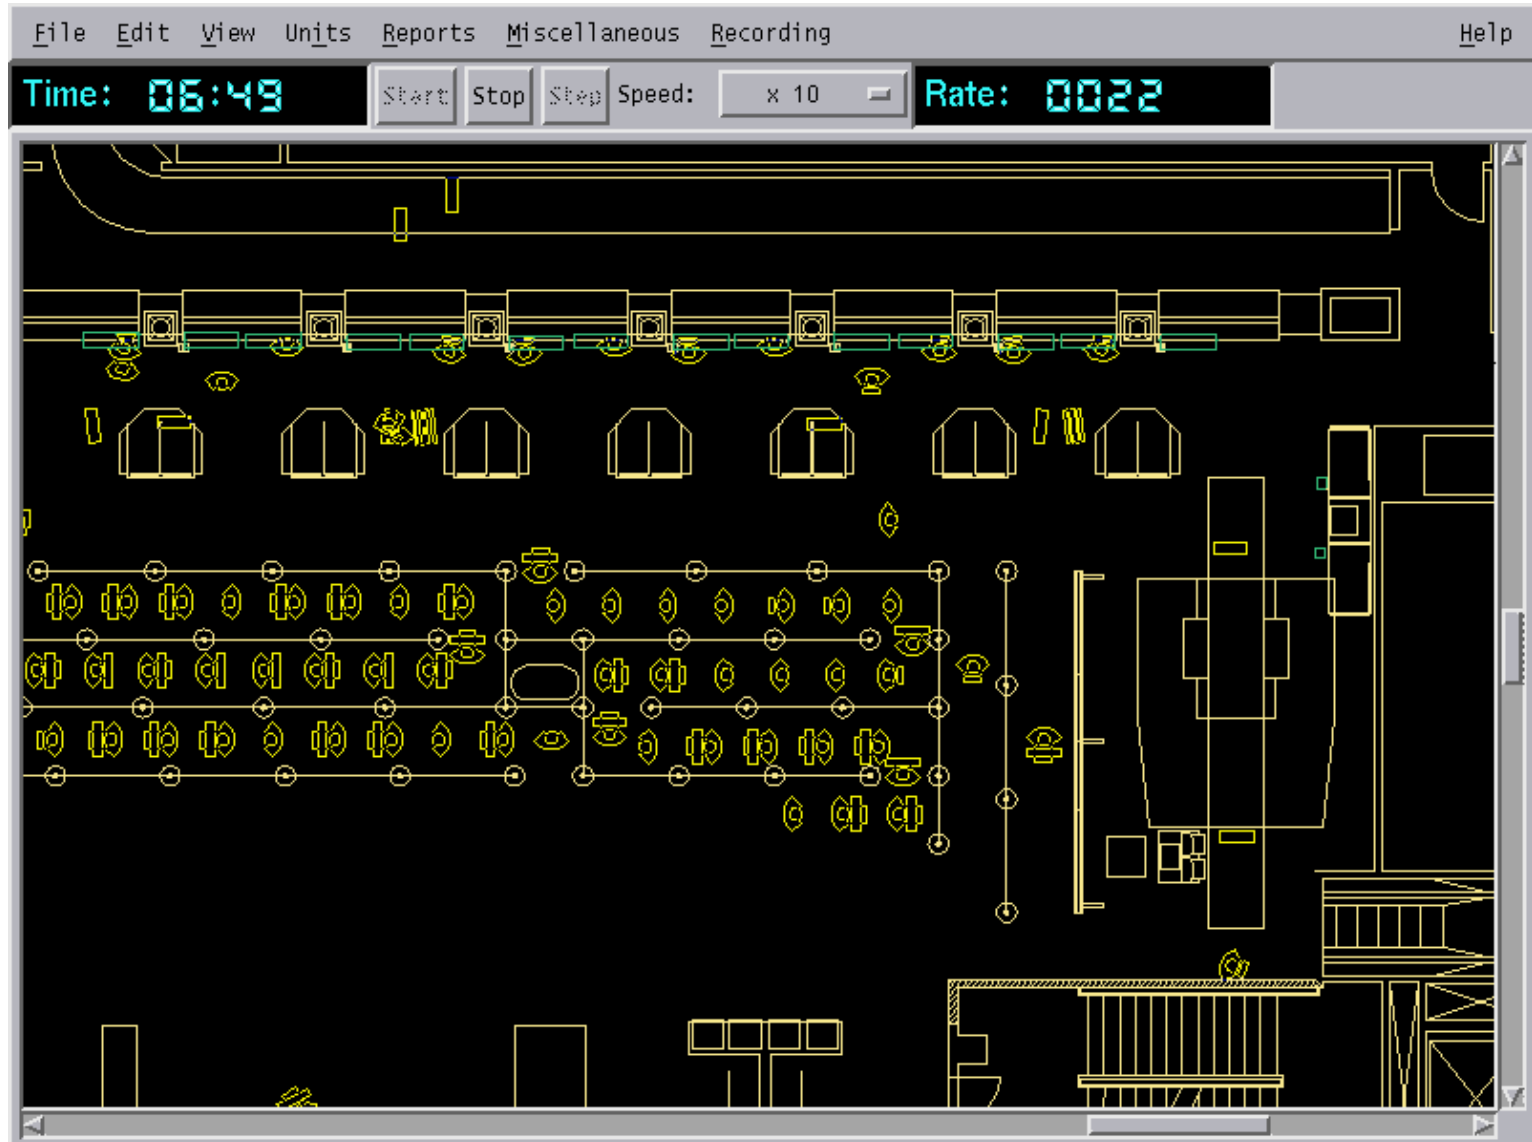 File Edit View Units Reports Miscellaneous Recording Help
Time: 06:49 Start Stop Step Speed: x 10 Rate: 0022